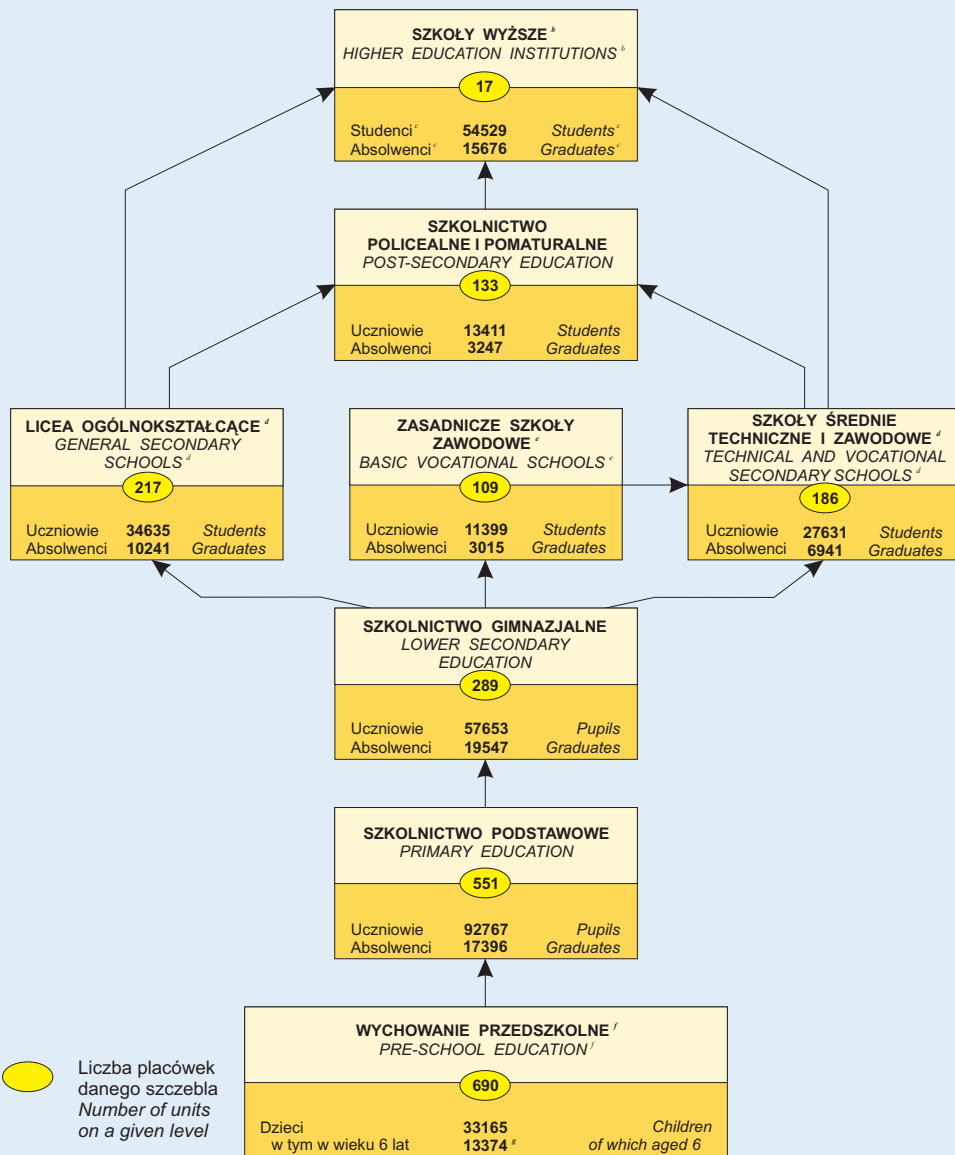 SZKOŁY WYŻSZE b
HIGHER EDUCATION INSTITUTIONS b
17
Studenci c 54529 Students c
Absolwenci c 15676 Graduates c
SZKOLNICTWO
POLICEALNE I POMATURALNE
POST-SECONDARY EDUCATION
133
Uczniowie 13411 Students
Absolwenci 3247 Graduates
LICEA OGÓLNOKSZTAŁCĄCE d
GENERAL SECONDARY
SCHOOLS d
217
Uczniowie 34635 Students
Absolwenci 10241 Graduates
ZASADNICZE SZKOŁY
ZAWODOWE e
BASIC VOCATIONAL SCHOOLS e
109
Uczniowie 11399 Students
Absolwenci 3015 Graduates
SZKOŁY ŚREDNIE
TECHNICZNE I ZAWODOWE d
TECHNICAL AND VOCATIONAL
SECONDARY SCHOOLS d
186
Uczniowie 27631 Students
Absolwenci 6941 Graduates
SZKOLNICTWO GIMNAZJALNE
LOWER SECONDARY
EDUCATION
289
Uczniowie 57653 Pupils
Absolwenci 19547 Graduates
SZKOLNICTWO PODSTAWOWE
PRIMARY EDUCATION
551
Uczniowie 92767 Pupils
Absolwenci 17396 Graduates
WYCHOWANIE PRZEDSZKOLNE f
PRE-SCHOOL EDUCATION f
690
Dzieci 33165 Children
w tym w wieku 6 lat 13374 g of which aged 6
Liczba placówek
danego szczebla
Number of units
on a given level